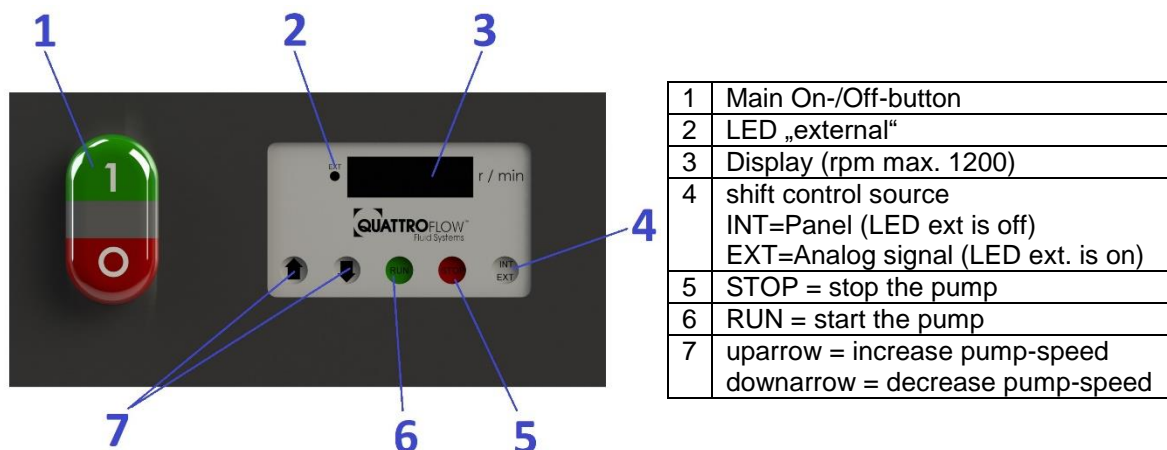 1
2
3
1
O
EXT
r / min
QUATTROFLOW™
Fluid Systems
RUN
STOP
INT
EXT
4
7
6
5
1 Main On-/Off-button
2 LED „external“
3 Display (rpm max. 1200)
4 shift control source
INT=Panel (LED ext is off)
EXT=Analog signal (LED ext. is on)
5 STOP = stop the pump
6 RUN = start the pump
7 uparrow = increase pump-speed
downarrow = decrease pump-speed